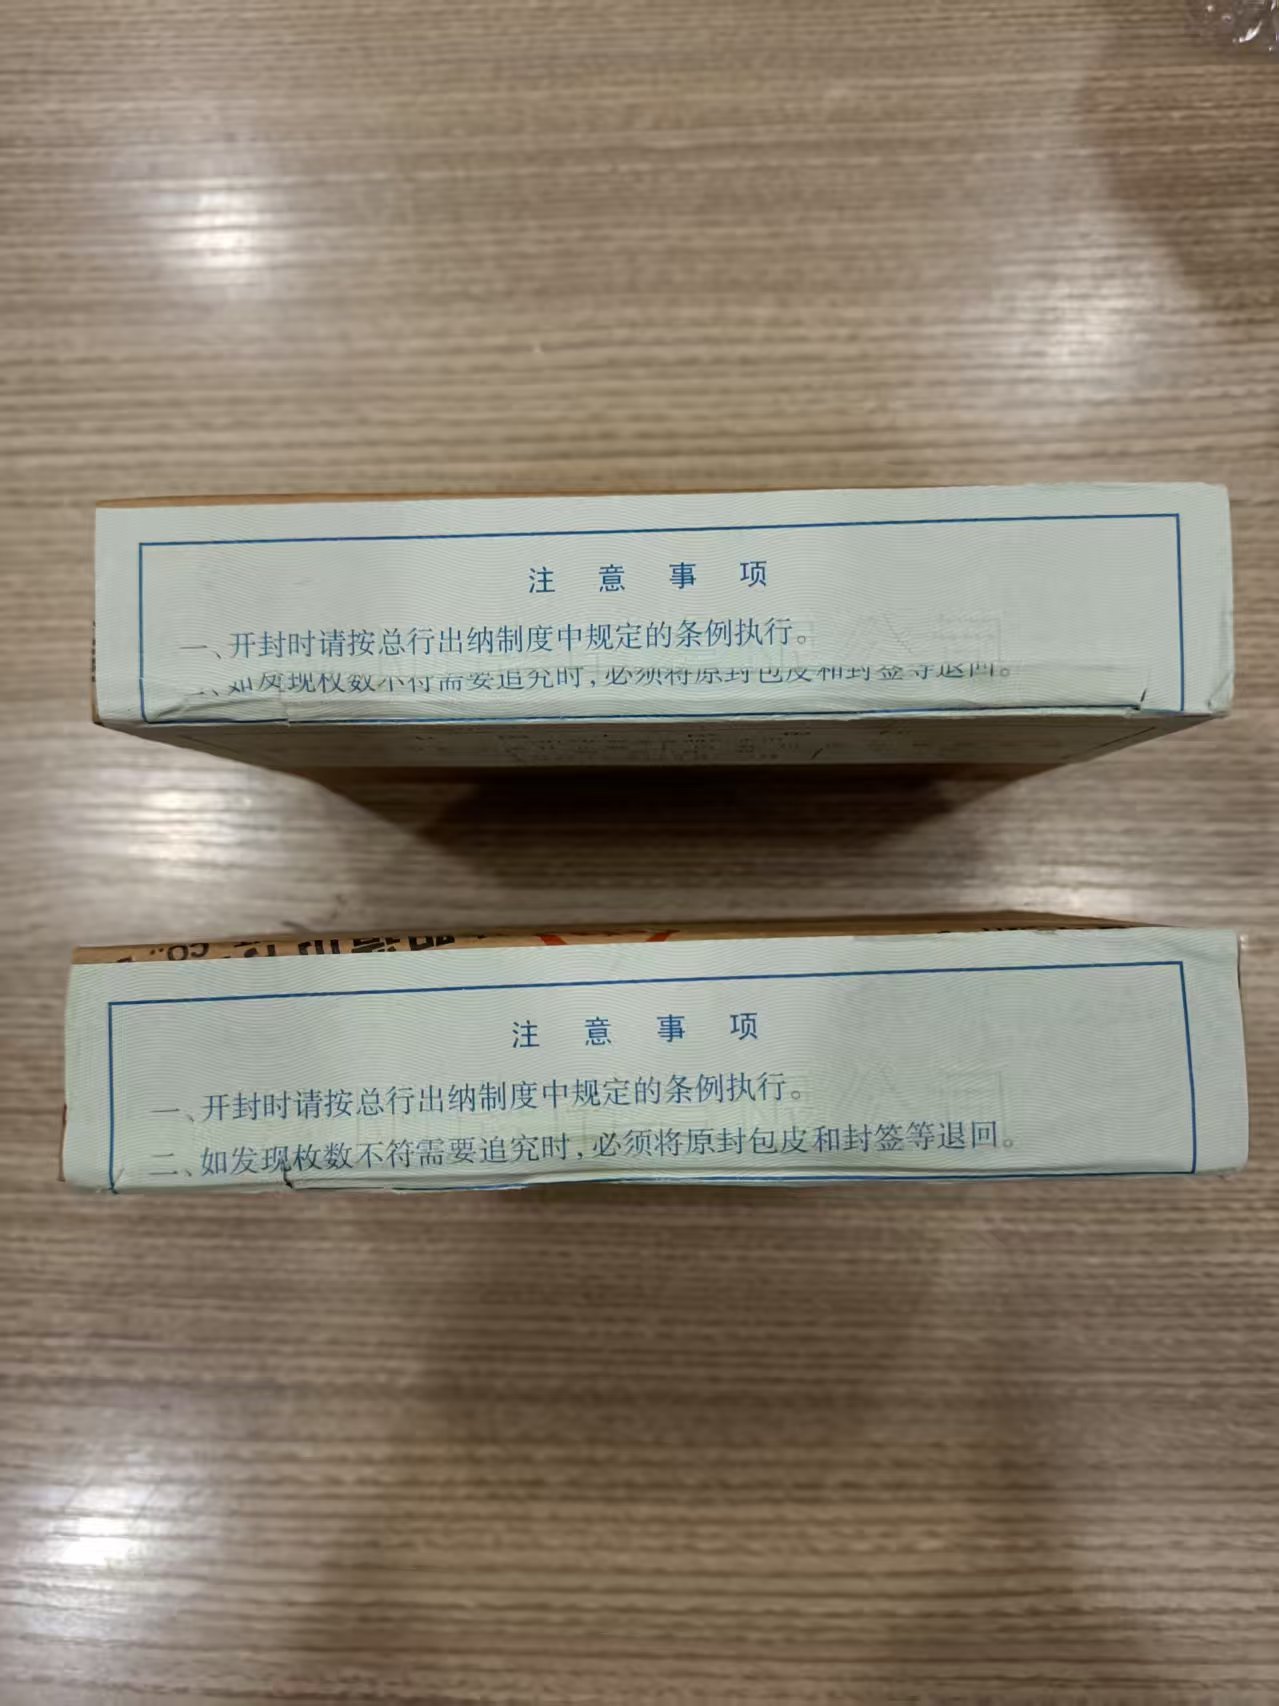 注意事项
一、开封时请按总行出纳制度中规定的条例执行。
二、如发现枚数不符需要追究时，必须将原封包皮和封签等退回。
注意事项
一、开封时请按总行出纳制度中规定的条例执行。
二、如发现枚数不符需要追究时，必须将原封包皮和封签等退回。